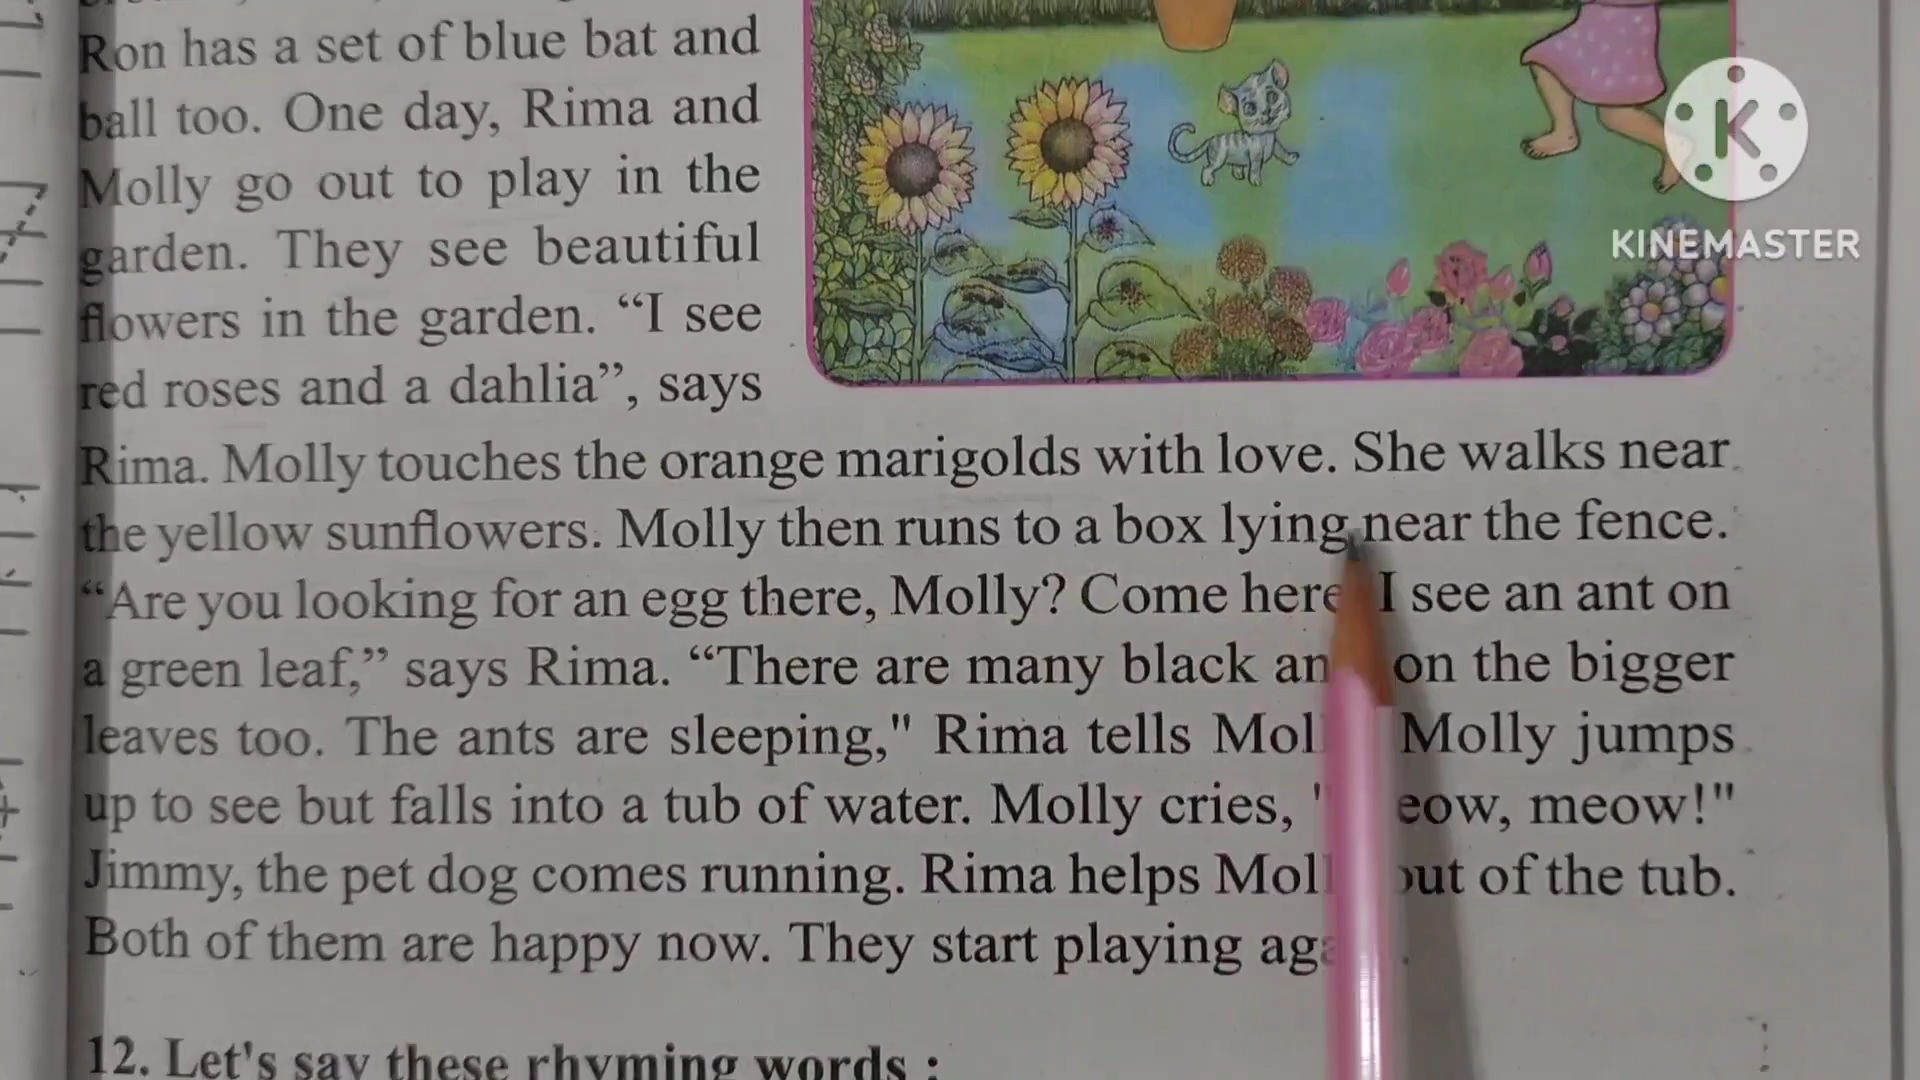 Ron has a set of blue bat and
ball too. One day, Rima and
Molly go out to play in the
garden. They see beautiful
flowers in the garden. “I see
red roses and a dahlia”, says
Rima. Molly touches the orange marigolds with love. She walks near
the yellow sunflowers. Molly then runs to a box lying near the fence.
“Are you looking for an egg there, Molly? Come here I see an ant on
a green leaf,” says Rima. “There are many black on the bigger
leaves too. The ants are sleeping," Rima tells Molly jumps
up to see but falls into a tub of water. Molly cries, meow!"
Jimmy, the pet dog comes running. Rima helps out of the tub.
Both of them are happy now. They start playing
12. Let's say these rhyming words :
K
KINEMASTER